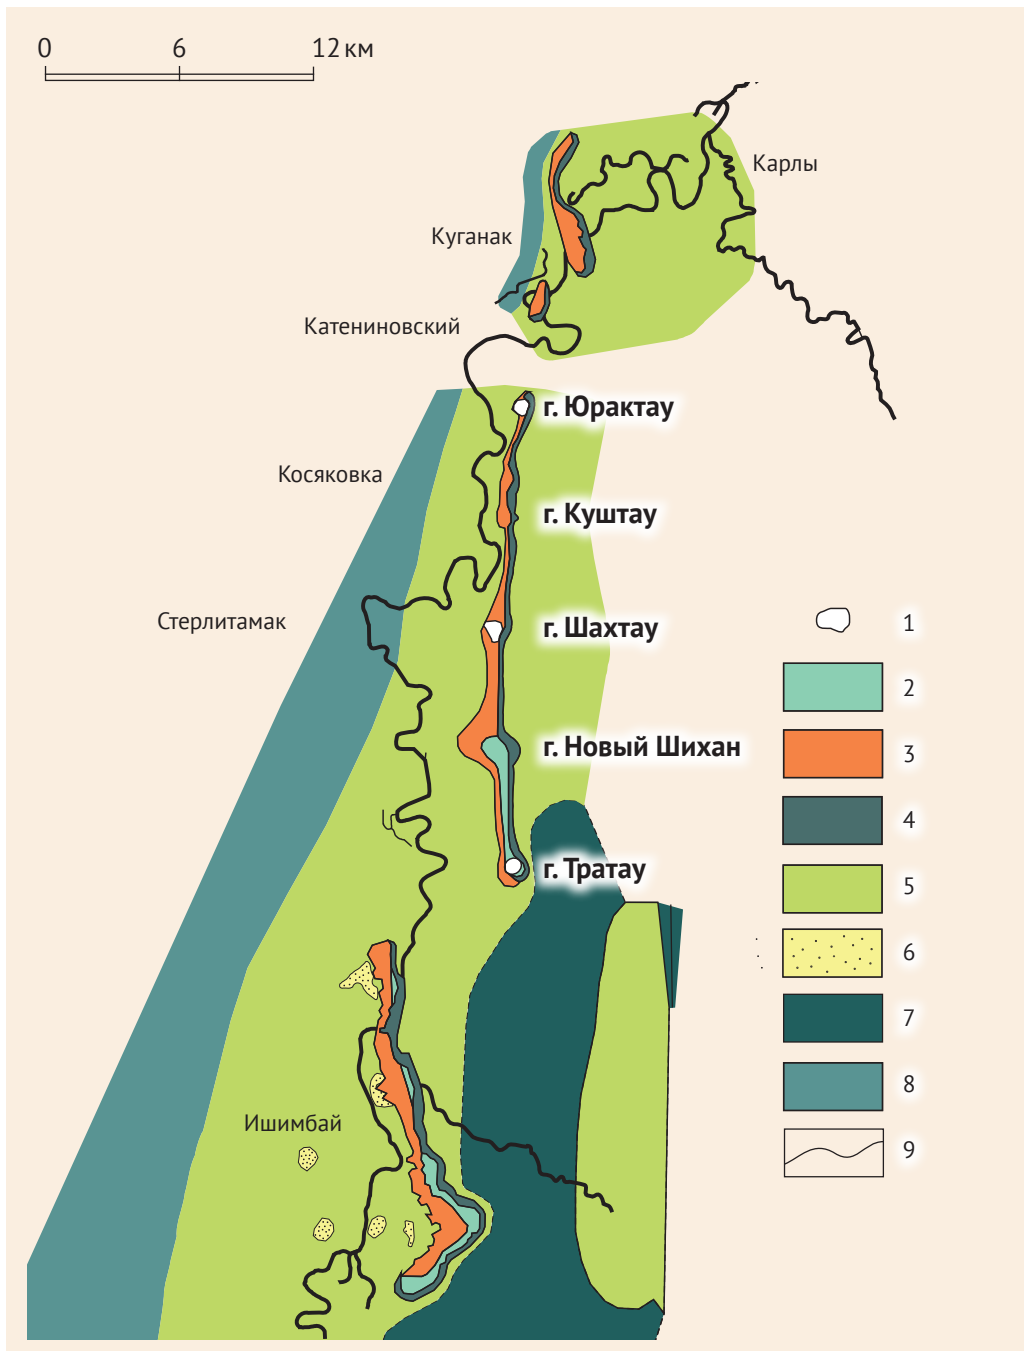 0 6 12 км
Карлы
Куганак
Катениновский
г. Юрактау
Косяковка
г. Куштау
Стерлитамак
г. Шахтау
г. Новый Шихан
г. Тратау
Ишимбай
1
2
3
4
5
6
7
8
9